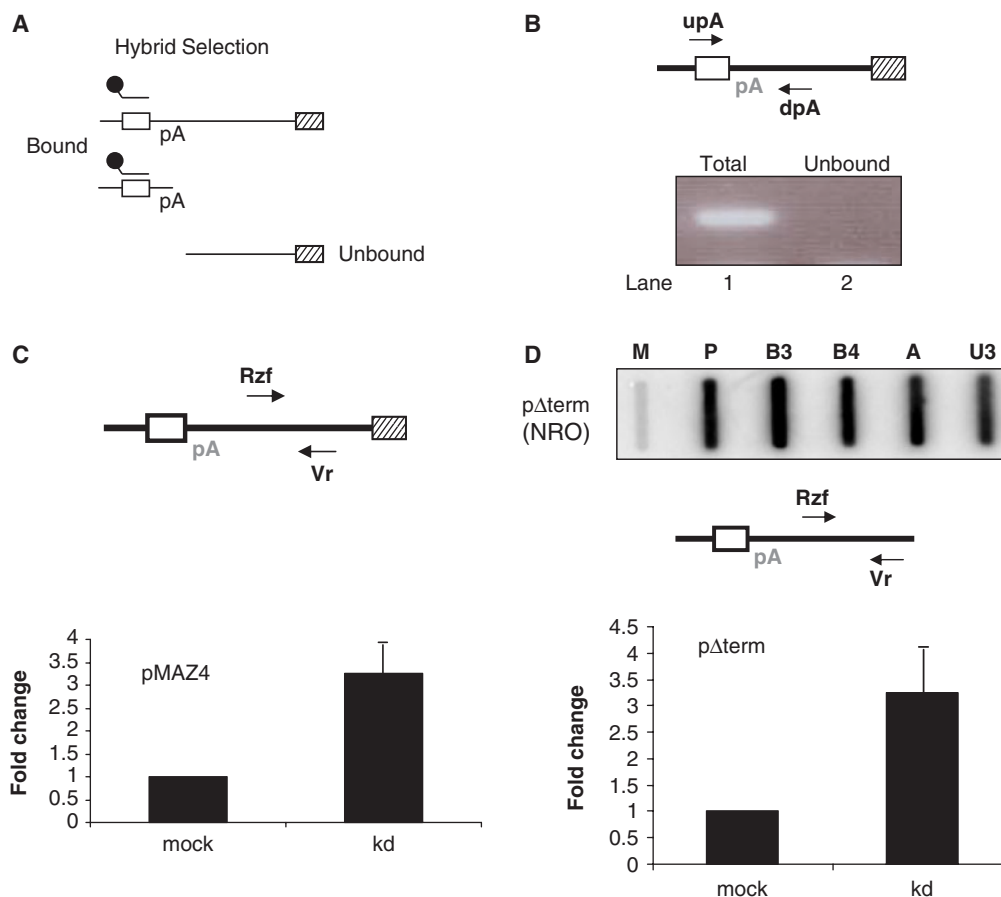 A
Hybrid Selection
pA
Bound
pA
Unbound
B
upA
pA
dpA
Total Unbound
Lane 1 2
C
Rzf
pA
Vr
Fold change
4
3.5
3
2.5
2
1.5
1
0.5
0
pMAZ4
mock kd
D
M P B3 B4 A U3
pΔterm
(NRO)
Rzf
pA
Vr
Fold change
4.5
4
3.5
3
2.5
2
1.5
1
0.5
0
pΔterm
mock kd